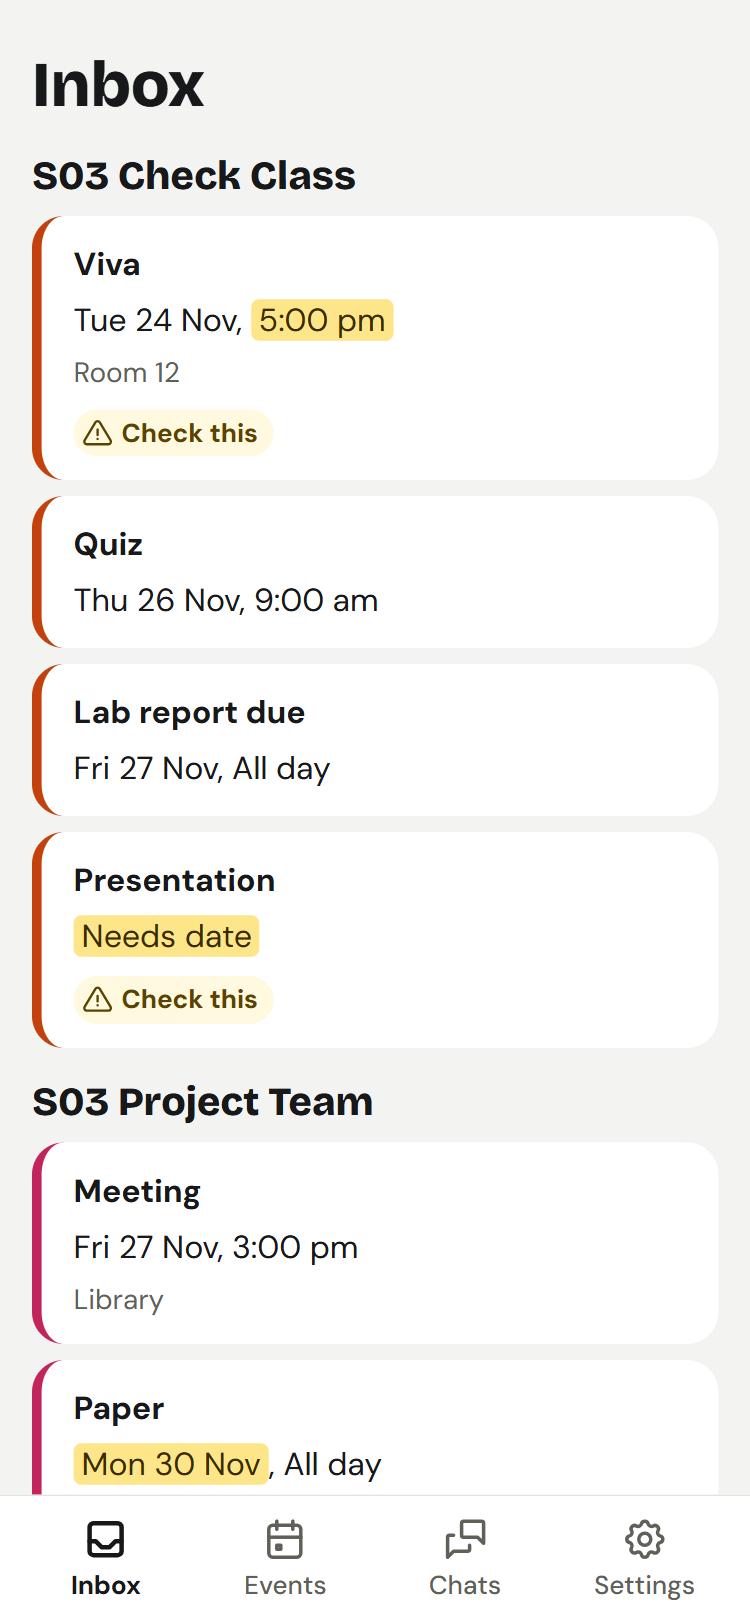 Inbox
S03 Check Class
Viva
Tue 24 Nov, 5:00 pm
Room 12
Check this
Quiz
Thu 26 Nov, 9:00 am
Lab report due
Fri 27 Nov, All day
Presentation
Needs date
Check this
S03 Project Team
Meeting
Fri 27 Nov, 3:00 pm
Library
Paper
Mon 30 Nov, All day
Inbox Events Chats Settings